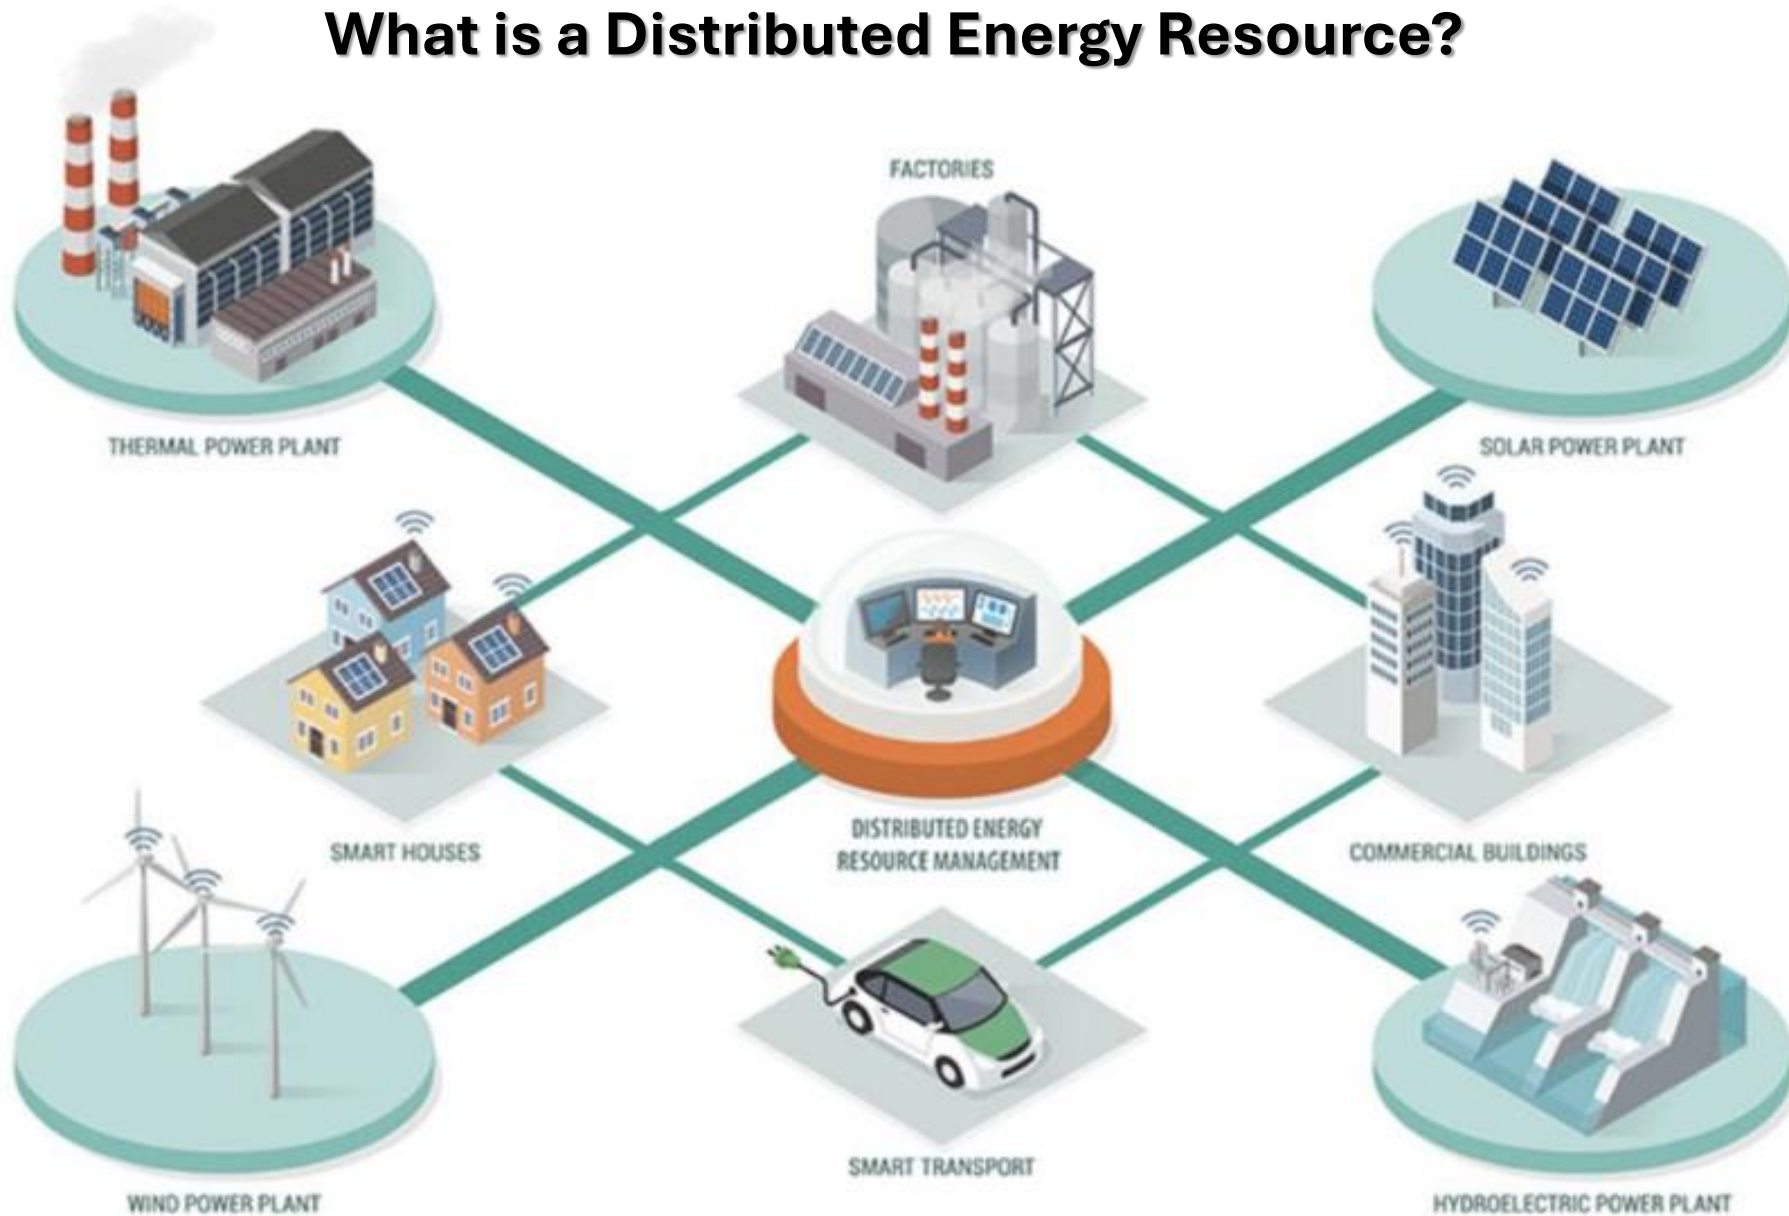 What is a Distributed Energy Resource?
FACTORIES
THERMAL POWER PLANT
SOLAR POWER PLANT
SMART HOUSES
DISTRIBUTED ENERGY
RESOURCE MANAGEMENT
COMMERCIAL BUILDINGS
SMART TRANSPORT
WIND POWER PLANT
HYDROELECTRIC POWER PLANT